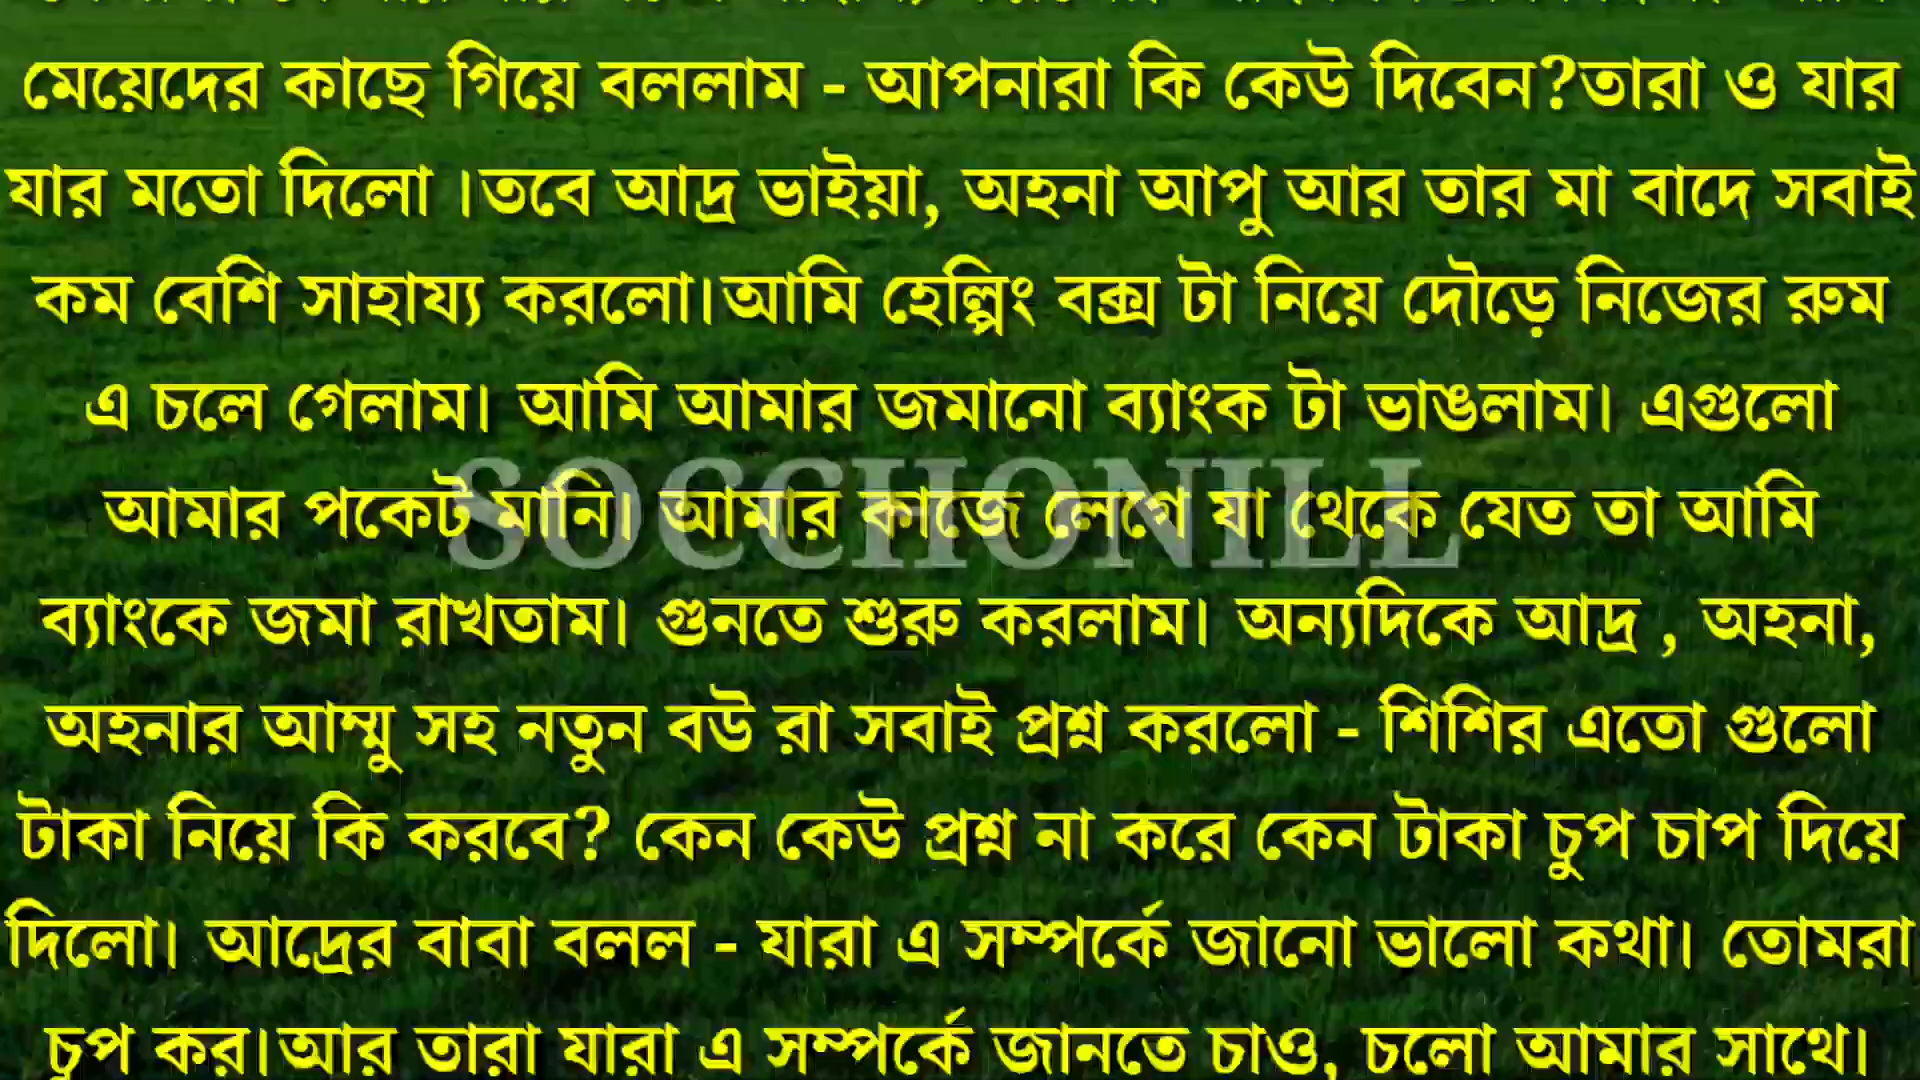 মেয়েদের কাছে গিয়ে বললাম - আপনারা কি কেউ দিবেন?তারা ও যার
যার মতো দিলো ।তবে আদ্র ভাইয়া, অহনা আপু আর তার মা বাদে সবাই
কম বেশি সাহায্য করলো।আমি হেল্পিং বক্স টা নিয়ে দৌড়ে নিজের রুম
এ চলে গেলাম। আমি আমার জমানো ব্যাংক টা ভাঙলাম। এগুলো
আমার পকেট মানি। আমার কাজে লেগে যা থেকে যেত তা আমি
SOCCHONILL
ব্যাংকে জমা রাখতাম। গুনতে শুরু করলাম। অন্যদিকে আদ্র , অহনা,
অহনার আম্মু সহ নতুন বউ রা সবাই প্রশ্ন করলো - শিশির এতো গুলো
টাকা নিয়ে কি করবে? কেন কেউ প্রশ্ন না করে কেন টাকা চুপ চাপ দিয়ে
দিলো। আদ্রের বাবা বলল - যারা এ সম্পর্কে জানো ভালো কথা। তোমরা
চুপ কর।আর তারা যারা এ সম্পর্কে জানতে চাও, চলো আমার সাথে।